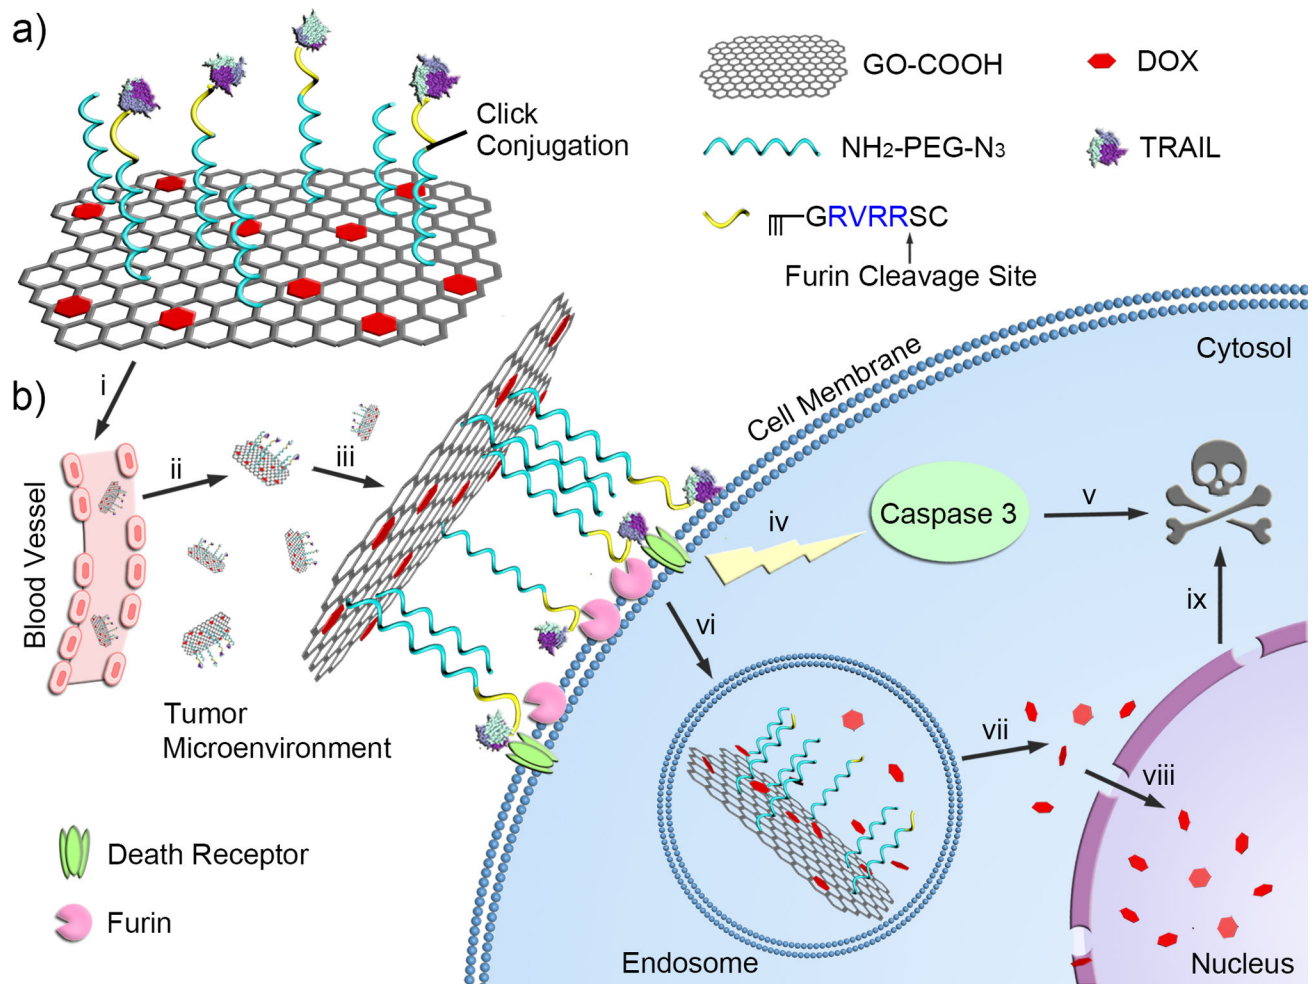 a)
Click
Conjugation
GO-COOH
DOX
NH2-PEG-N3
TRAIL
GRVRRSC
Furin Cleavage Site
b)
i
ii
iii
Blood Vessel
Tumor
Microenvironment
Cell Membrane
Cytosol
iv
Caspase 3
v
vi
vii
viii
ix
Death Receptor
Furin
Endosome
Nucleus